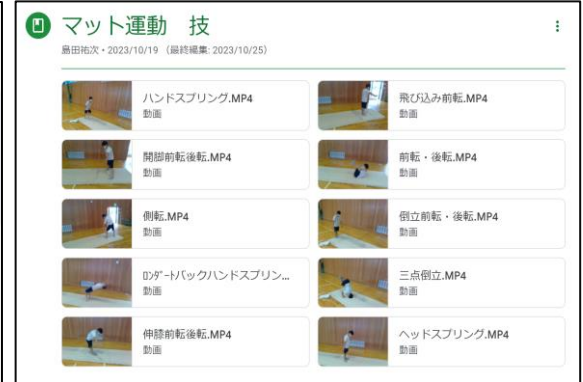 マット運動　技
島田祐次・2023/10/19 （最終編集: 2023/10/25）
ハンドスプリング.MP4
動画
飛び込み前転.MP4
動画
開脚前転後転.MP4
動画
前転・後転.MP4
動画
側転.MP4
動画
倒立前転・後転.MP4
動画
ﾛﾝﾀﾞｰﾄバックハンドスプリン...
動画
三点倒立.MP4
動画
伸膝前転後転.MP4
動画
ヘッドスプリング.MP4
動画